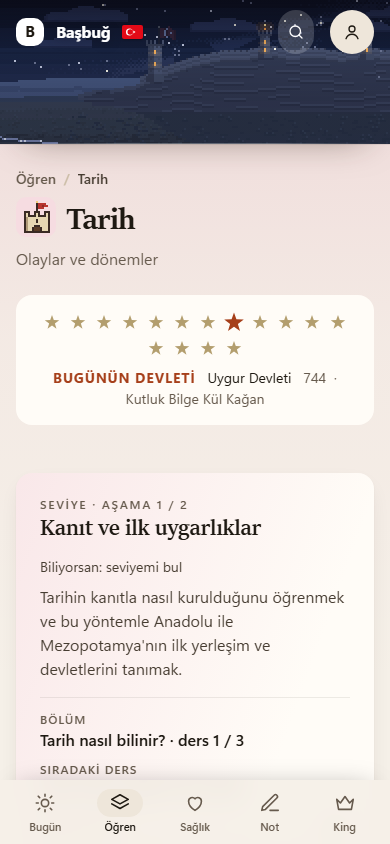 B Başbuğ
Öğren / Tarih
Tarih
Olaylar ve dönemler
BUGÜNÜN DEVLETİ Uygur Devleti 744 ·
Kutluk Bilge Kül Kağan
SEVİYE · AŞAMA 1 / 2
Kanıt ve ilk uygarlıklar
Biliyorsan: seviyemi bul
Tarihin kanıtla nasıl kurulduğunu öğrenmek
ve bu yöntemle Anadolu ile
Mezopotamya'nın ilk yerleşim ve
devletlerini tanımak.
BÖLÜM
Tarih nasıl bilinir? · ders 1 / 3
SIRADAKİ DERS
Bugün Öğren Sağlık Not King